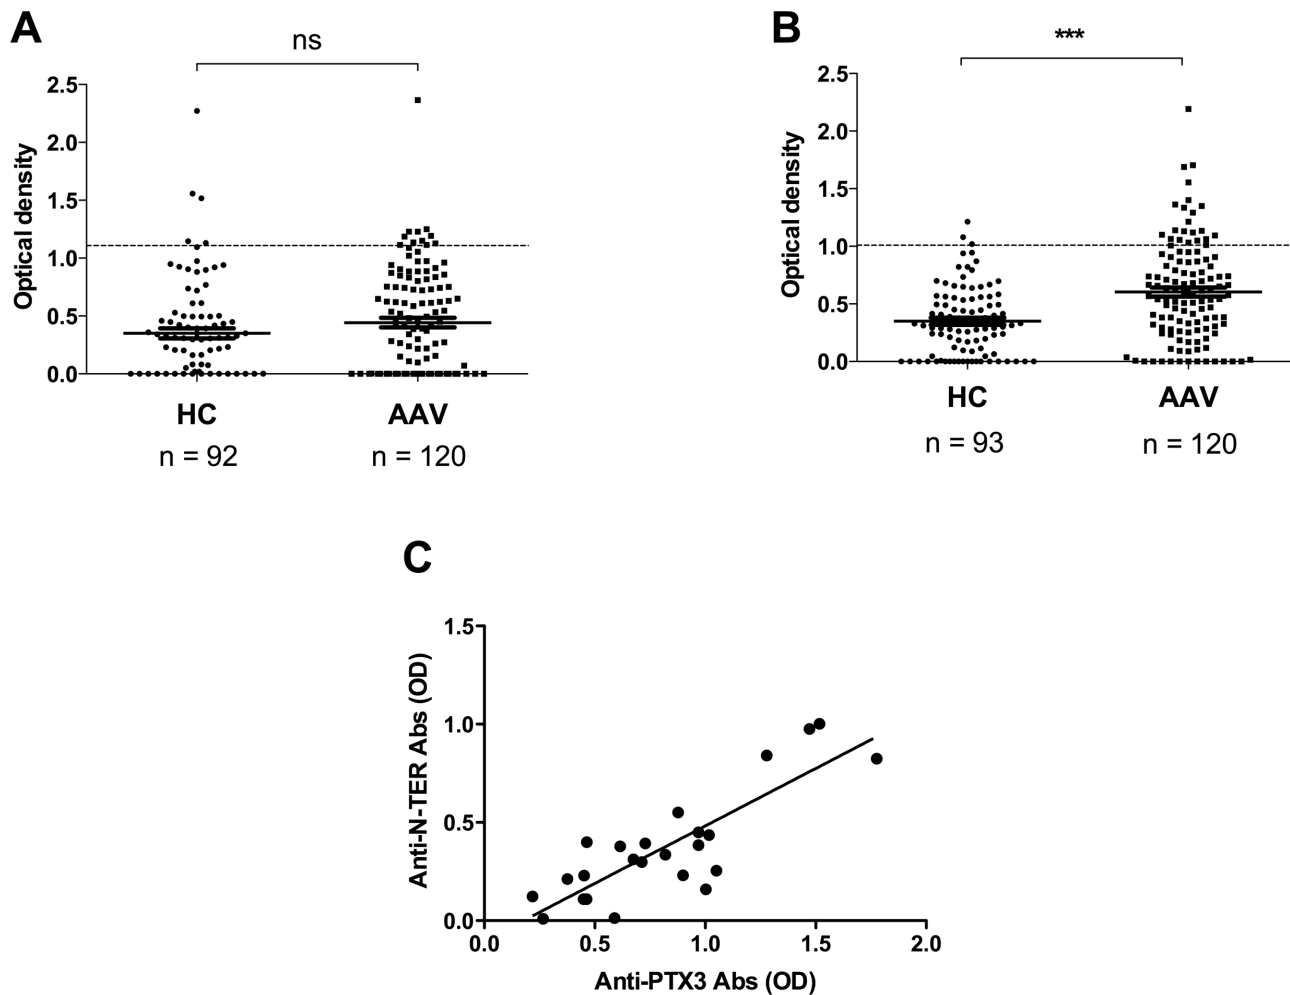 A
ns
2.5
2.0
1.5
1.0
0.5
0.0
Optical density
HC
AAV
n = 92
n = 120
B
***
2.5
2.0
1.5
1.0
0.5
0.0
Optical density
HC
AAV
n = 93
n = 120
C
1.5
1.0
0.5
0.0
Anti-N-TER Abs (OD)
0.0 0.5 1.0 1.5 2.0
Anti-PTX3 Abs (OD)